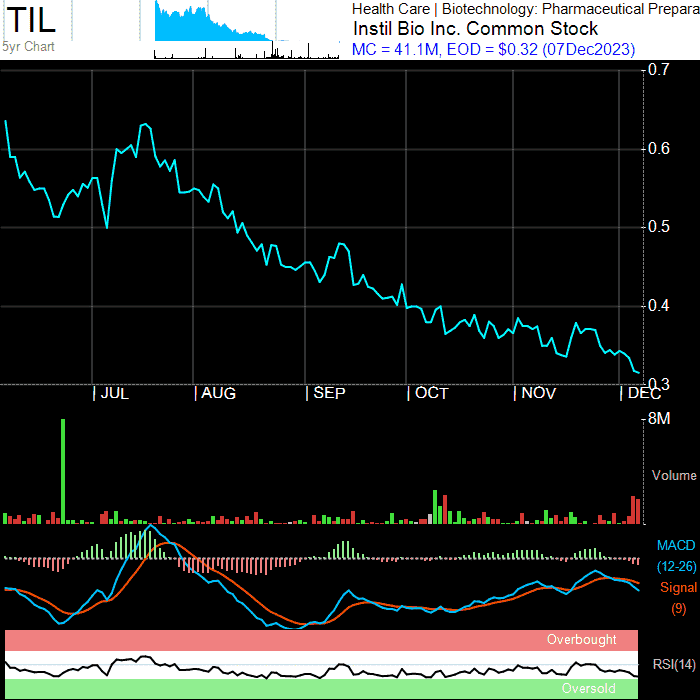 TIL
5yr Chart
Health Care | Biotechnology: Pharmaceutical Prepara
Instil Bio Inc. Common Stock
MC = 41.1M, EOD = $0.32 (07Dec2023)
0.7
0.6
0.5
0.4
0.3
| JUL | AUG | SEP | OCT | NOV | DEC
8M
Volume
MACD
(12-26)
Signal
(9)
Overbought
RSI(14)
Oversold